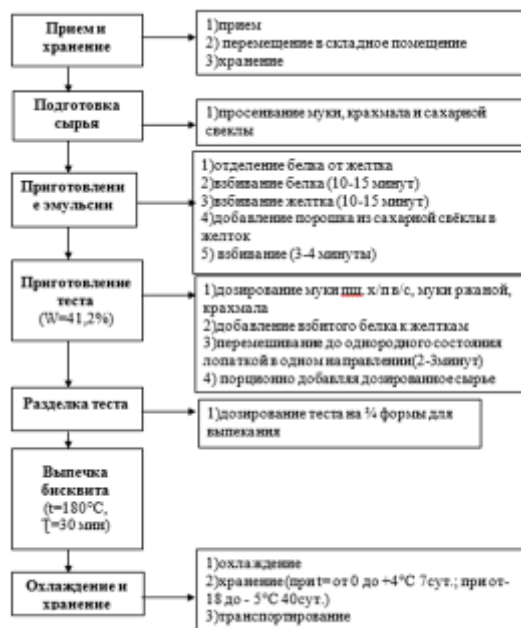 Прием и
хранение
1)прием
2) перемещение в складное помещение
3)хранение
Подготовка
сырья
1)просеивание муки, крахмала и сахарной
свеклы
Приготовлени
е эмульсии
1)отделение белка от желтка
2)взбивание белка (10-15 минут)
3)взбивание желтка (10-15 минут)
4)добавление порошка из сахарной свёклы в
желток
5) взбивание (3-4 минуты)
Приготовление
теста
(W=41,2%)
1)дозирование муки пш. х/п в/с, муки ржаной,
крахмала
2)добавление взбитого белка к желткам
3)перемешивание до однородного состояния
лопаткой в одном направлении(2-3минут)
4) порционно добавляя дозированное сырье
Разделка теста
1)дозирование теста на ¾ формы для
выпекания
Выпечка
бисквита
(t=180°C,
Ʈ=30 мин)
Охлаждение и
хранение
1)охлаждение
2)хранение(при t= от 0 до +4°C 7сут.; при от-
18 до - 5°C 40сут.)
3)транспортирование